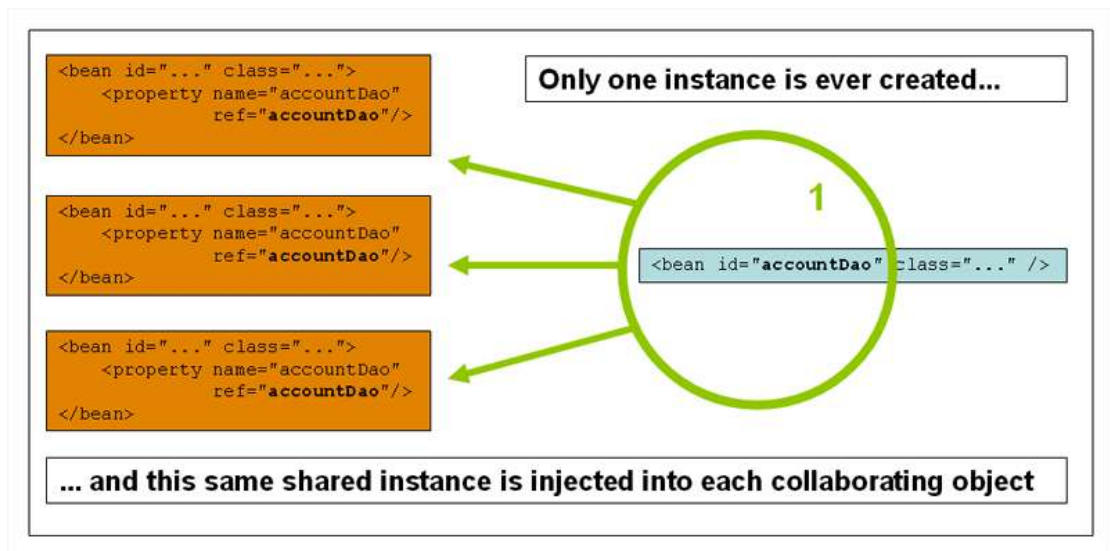 <bean id="..." class="...">
    <property name="accountDao"
              ref="accountDao"/>
</bean>
Only one instance is ever created...
1
<bean id="..." class="...">
    <property name="accountDao"
              ref="accountDao"/>
</bean>
<bean id="accountDao" class="..." />
<bean id="..." class="...">
    <property name="accountDao"
              ref="accountDao"/>
</bean>
... and this same shared instance is injected into each collaborating object